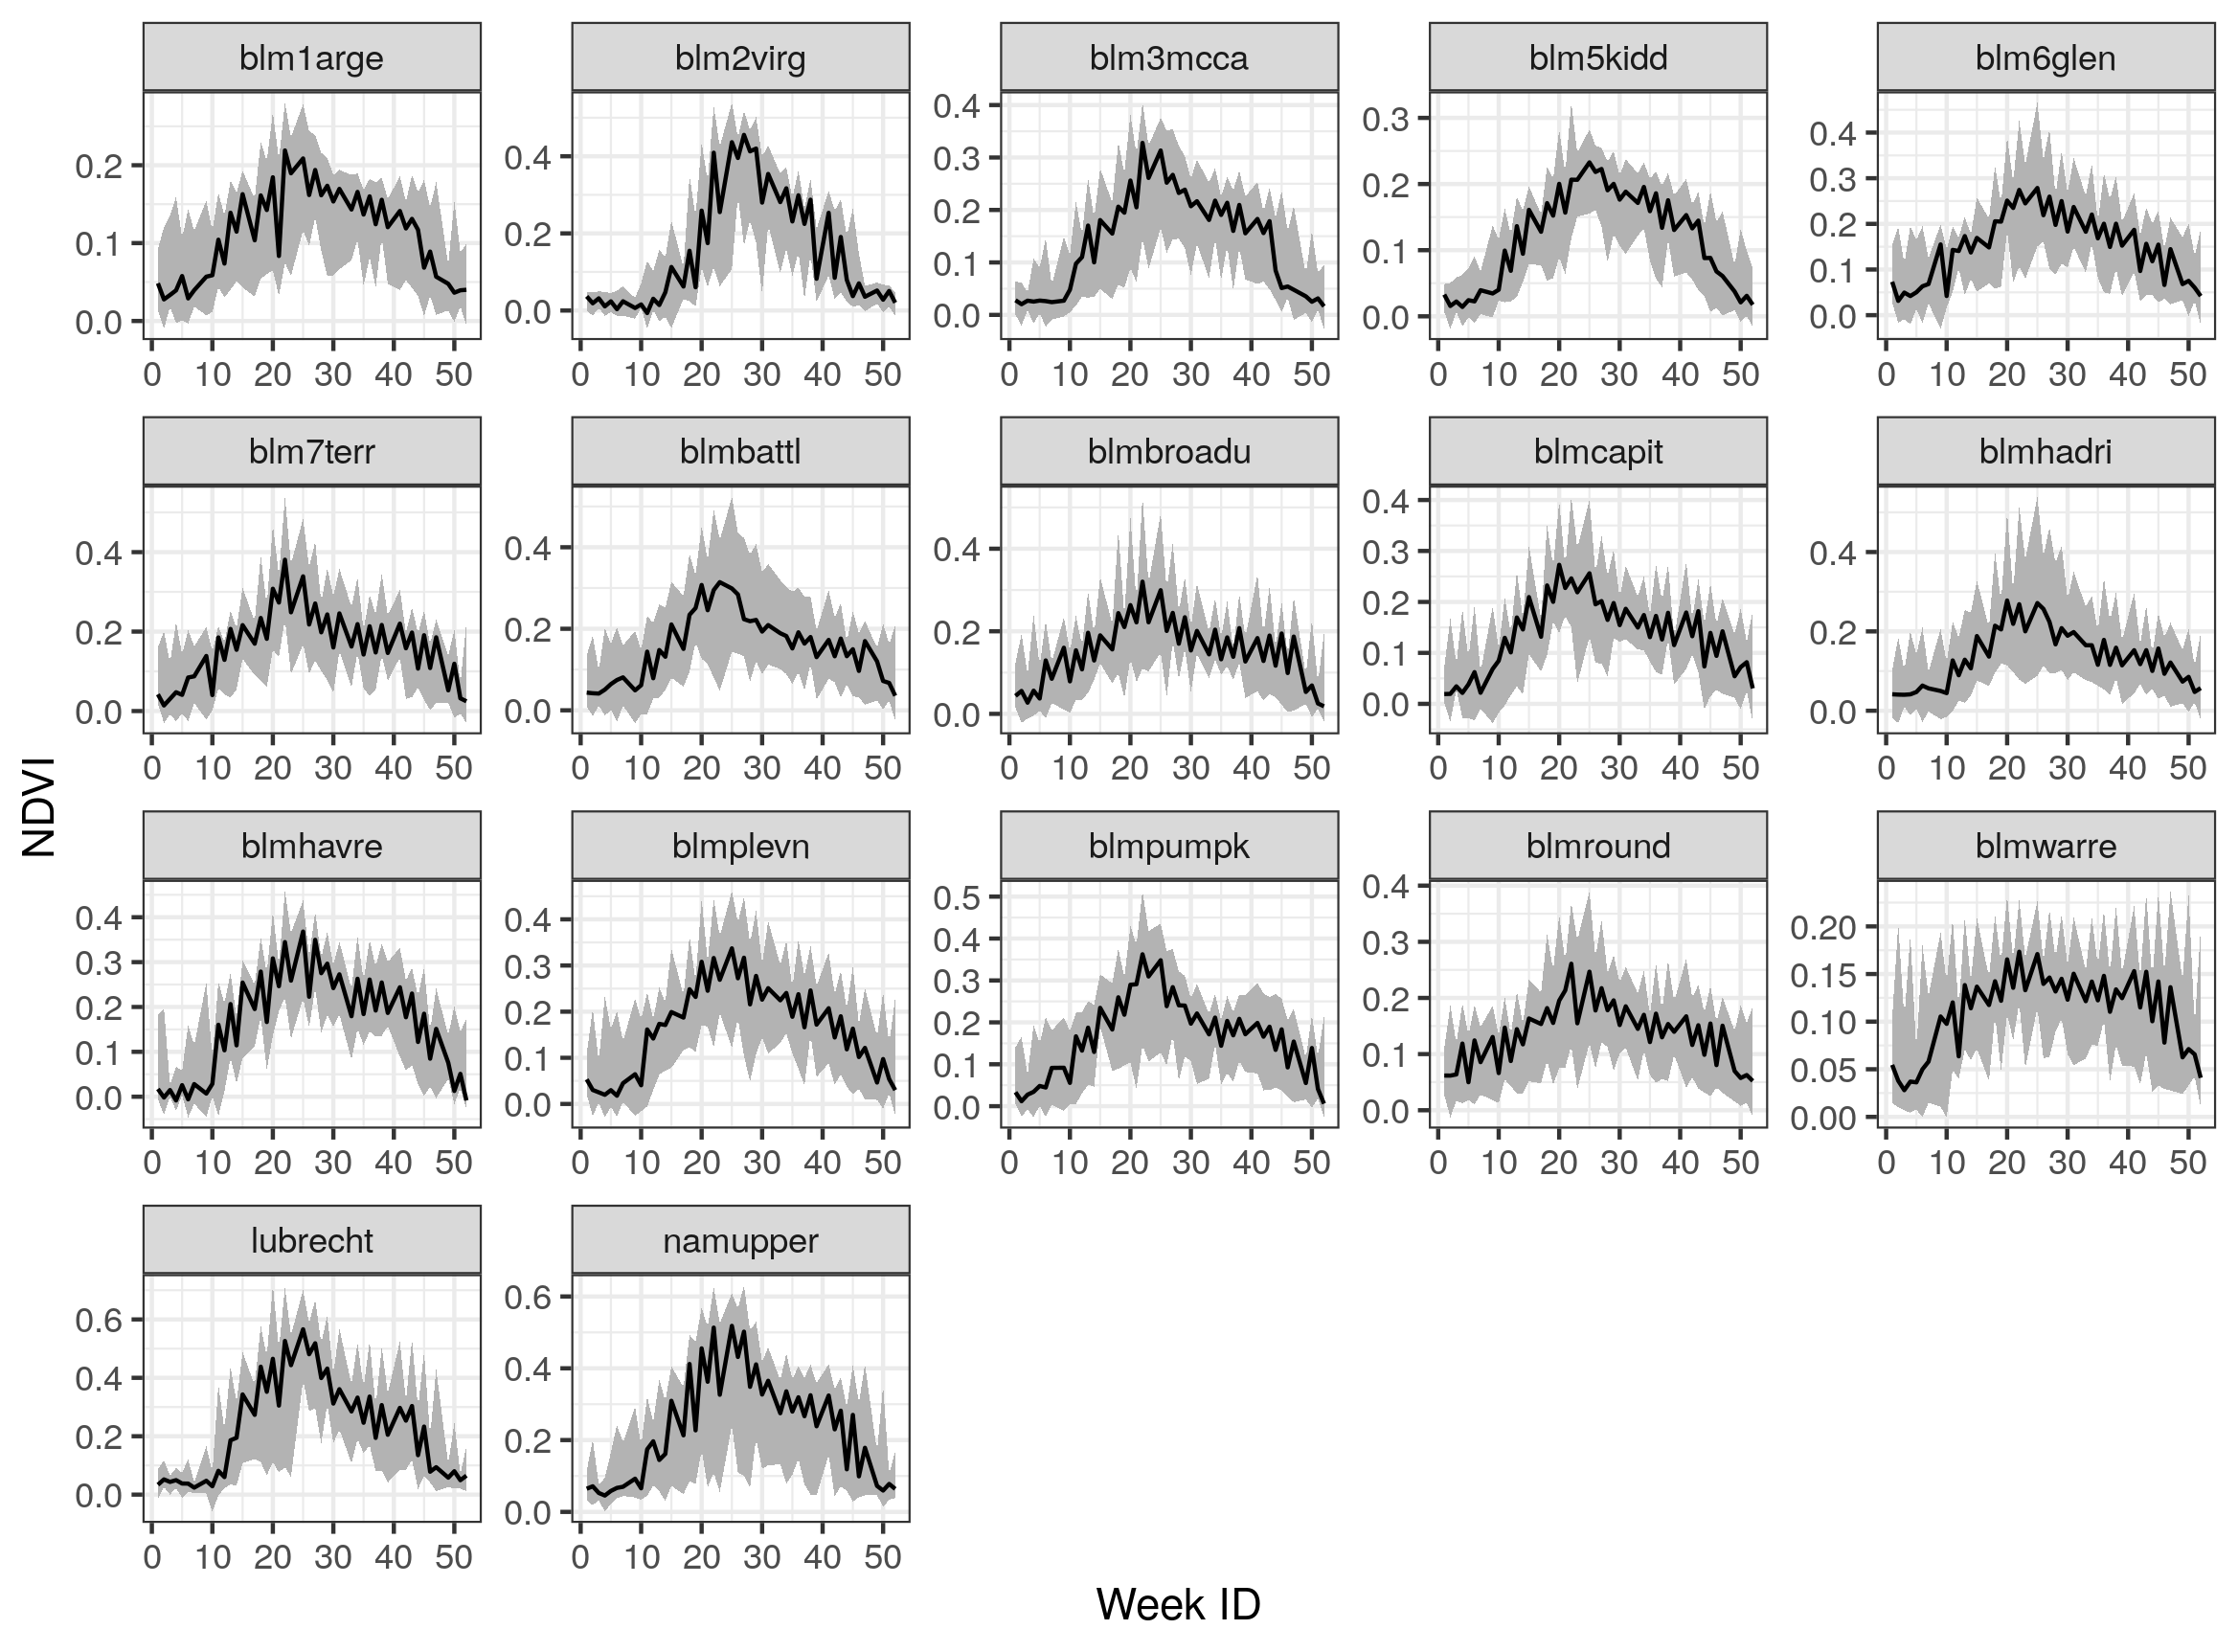 blm1arge blm2virg blm3mcca blm5kidd blm6glen
0.2 0.1 0.0
0.4 0.2 0.0
0.4 0.3 0.2 0.1 0.0
0.3 0.2 0.1 0.0
0.4 0.3 0.2 0.1 0.0
0 10 20 30 40 50 0 10 20 30 40 50 0 10 20 30 40 50 0 10 20 30 40 50 0 10 20 30 40 50
blm7terr blmbattl blmbroadu blmcapit blmhadri
0.4 0.2 0.0
0.4 0.2 0.0
0.4 0.2 0.0
0.4 0.3 0.2 0.1 0.0
0.4 0.2 0.0
0 10 20 30 40 50 0 10 20 30 40 50 0 10 20 30 40 50 0 10 20 30 40 50 0 10 20 30 40 50
NDVI
blmhavre blmplevn blmpumpk blmround blmwarre
0.4 0.3 0.2 0.1 0.0
0.4 0.3 0.2 0.1 0.0
0.5 0.4 0.3 0.2 0.1 0.0
0.4 0.3 0.2 0.1 0.0
0.20 0.15 0.10 0.05 0.00
0 10 20 30 40 50 0 10 20 30 40 50 0 10 20 30 40 50 0 10 20 30 40 50 0 10 20 30 40 50
lubrecht namupper
0.6 0.4 0.2 0.0
0.6 0.4 0.2 0.0
0 10 20 30 40 50 0 10 20 30 40 50
Week ID